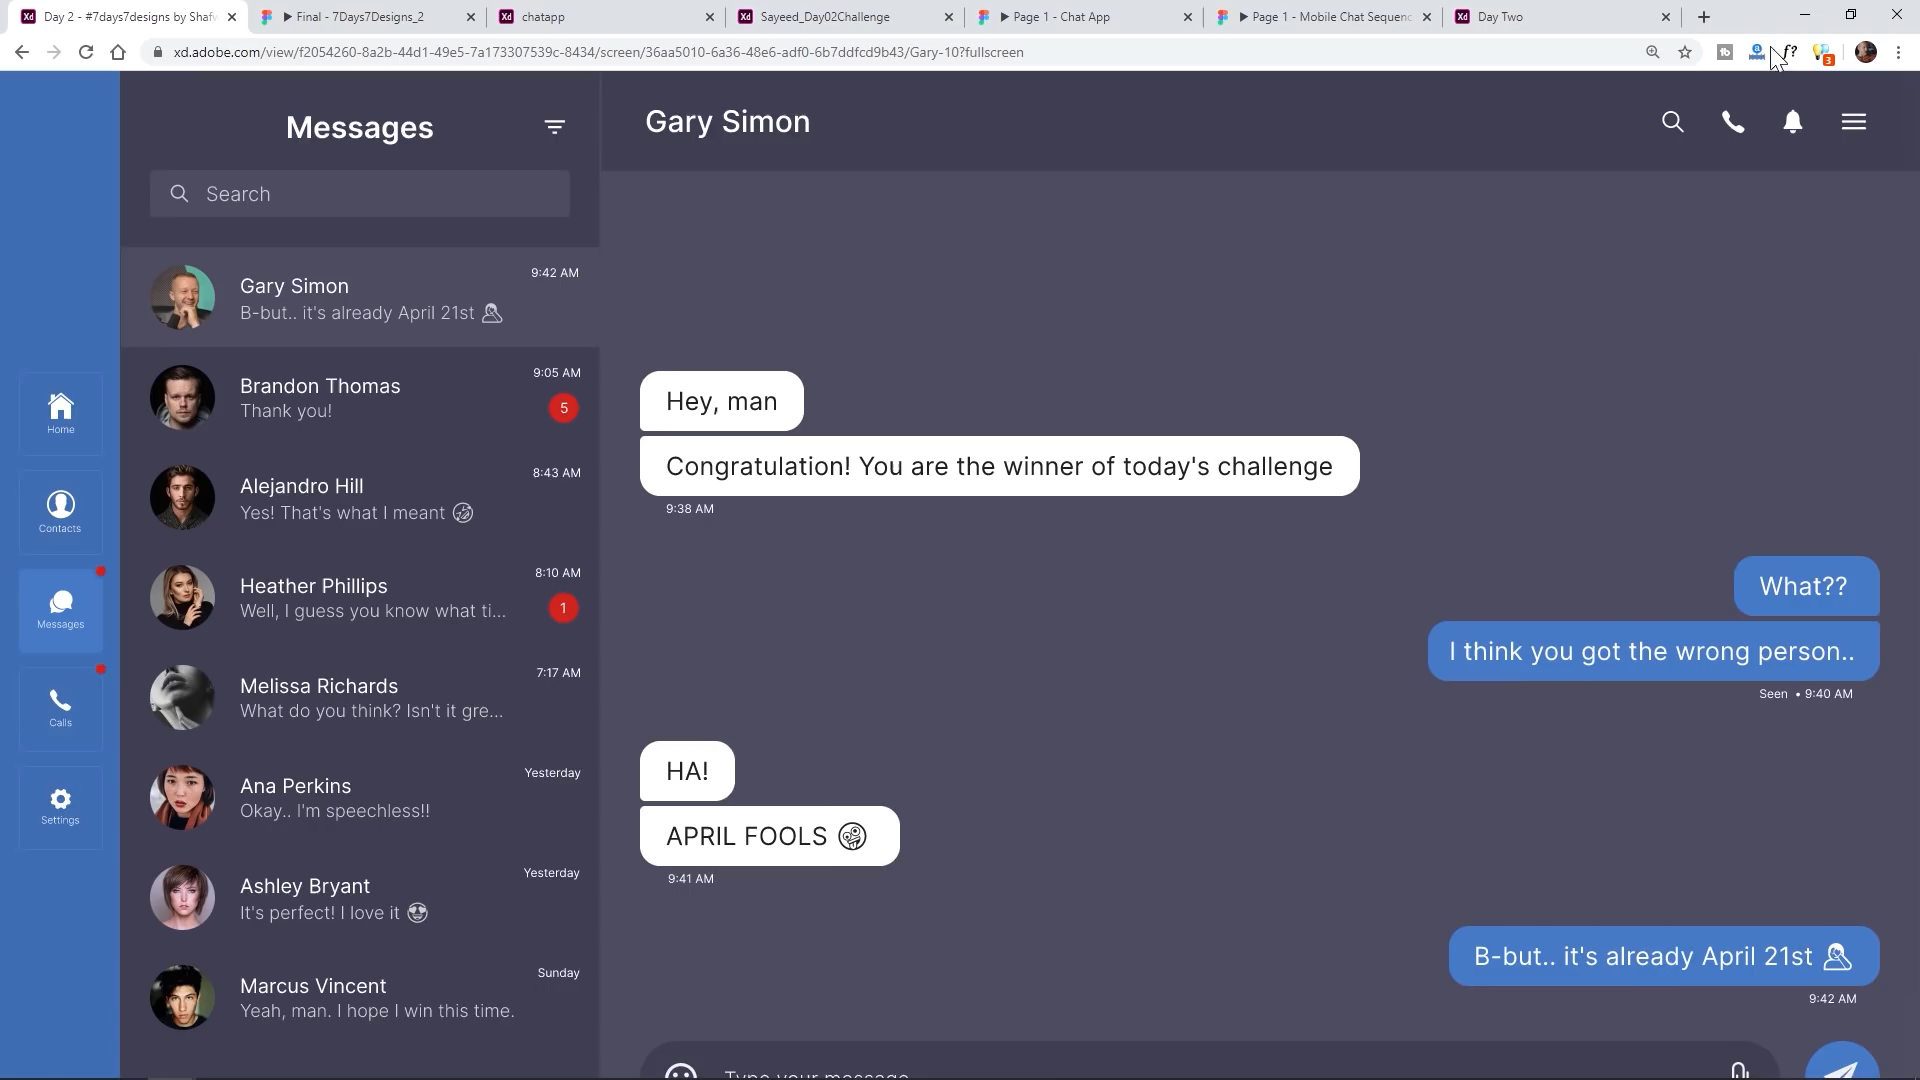 Day 2 - #7days7designs by Shafw
Final - 7Days7Designs_2
chatapp
Sayeed_Day02Challenge
Page 1 - Chat App
Page 1 - Mobile Chat Sequenc
Day Two
xd.adobe.com/view/f2054260-8a2b-44d1-49e5-7a173307539c-8434/screen/36aa5010-6a36-48e6-adf0-6b7ddfcd9b43/Gary-10?fullscreen
f?
3
Home
Contacts
Messages
Calls
Settings
Messages
Search
Gary Simon
9:42 AM
B-but.. it's already April 21st
Brandon Thomas
9:05 AM
Thank you!
5
Alejandro Hill
8:43 AM
Yes! That's what I meant
Heather Phillips
8:10 AM
Well, I guess you know what ti...
1
Melissa Richards
7:17 AM
What do you think? Isn't it gre...
Ana Perkins
Yesterday
Okay.. I'm speechless!!
Ashley Bryant
Yesterday
It's perfect! I love it
Marcus Vincent
Sunday
Yeah, man. I hope I win this time.
Gary Simon
Hey, man
Congratulation! You are the winner of today's challenge
9:38 AM
What??
I think you got the wrong person..
Seen • 9:40 AM
HA!
APRIL FOOLS
9:41 AM
B-but.. it's already April 21st
9:42 AM
Type your message